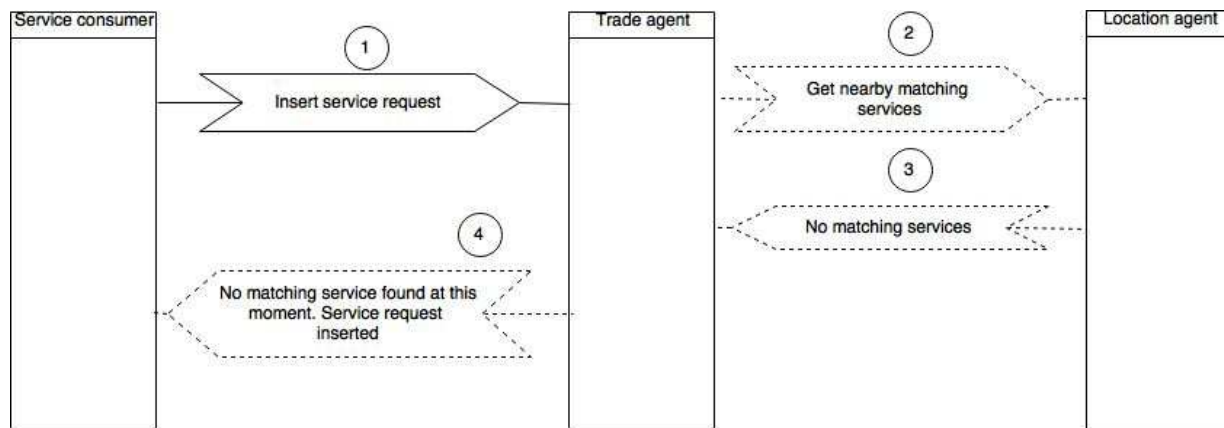 Service consumer
Trade agent
Location agent
1
2
Insert service request
Get nearby matching
services
3
No matching services
4
No matching service found at this
moment. Service request
inserted